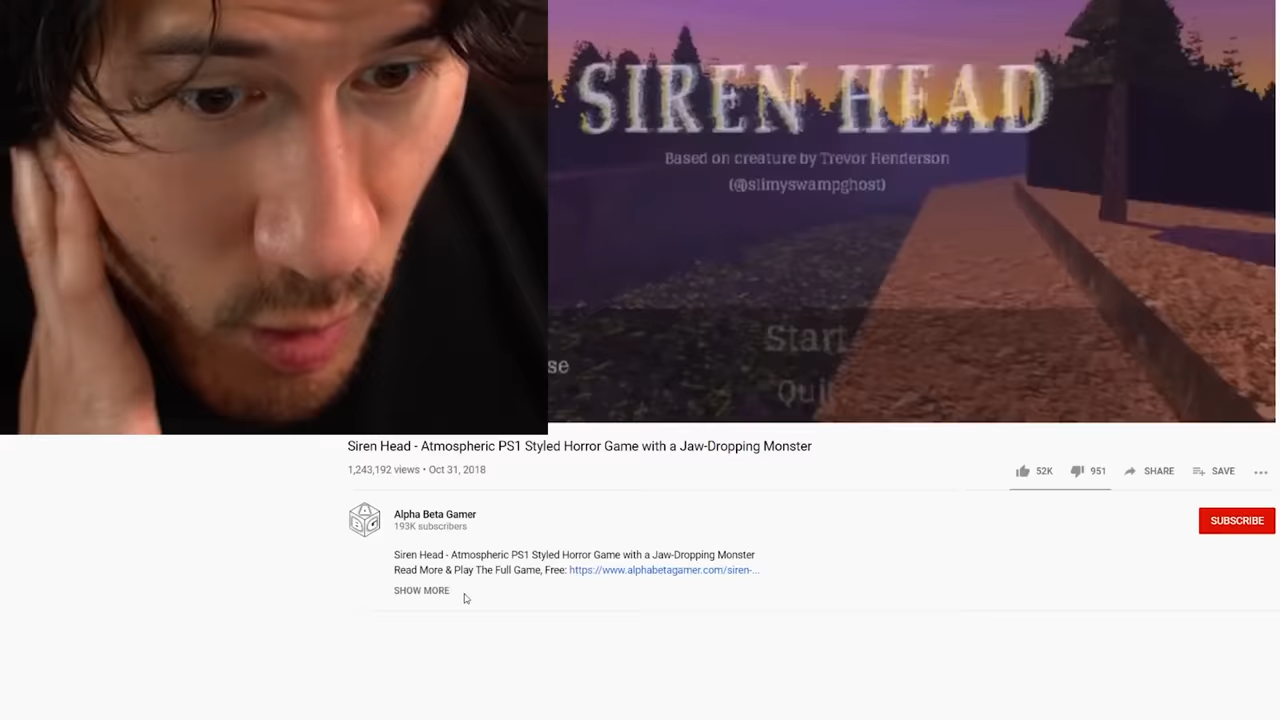 SIREN HEAD
Based on creature by Trevor Henderson
(@slimyswampghost)
Start
Quit
se
Siren Head - Atmospheric PS1 Styled Horror Game with a Jaw-Dropping Monster
1,243,192 views • Oct 31, 2018
52K
951
SHARE
SAVE
Alpha Beta Gamer
193K subscribers
SUBSCRIBE
Siren Head - Atmospheric PS1 Styled Horror Game with a Jaw-Dropping Monster
Read More & Play The Full Game, Free: https://www.alphabetagamer.com/siren-...
SHOW MORE